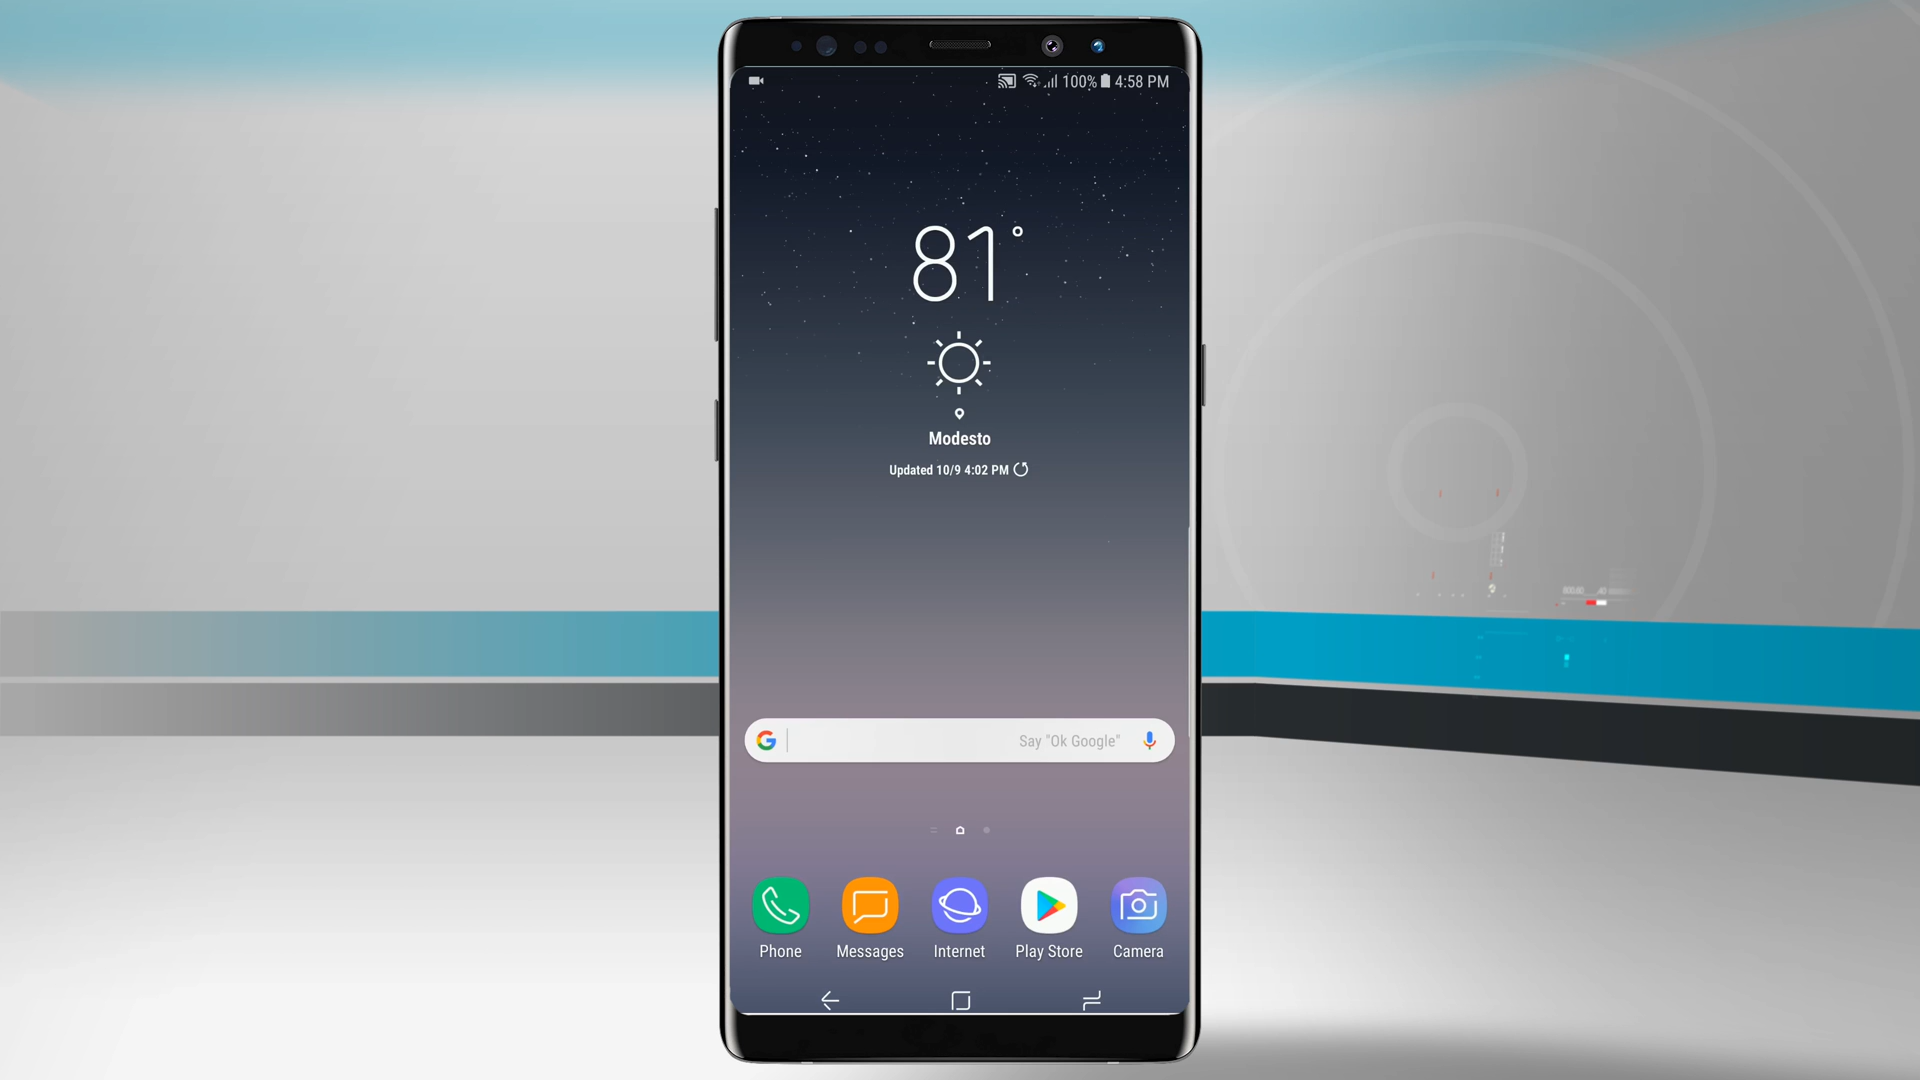 100% 4:58 PM
81°
Modesto
Updated 10/9 4:02 PM
G Say "Ok Google"
Phone Messages Internet Play Store Camera